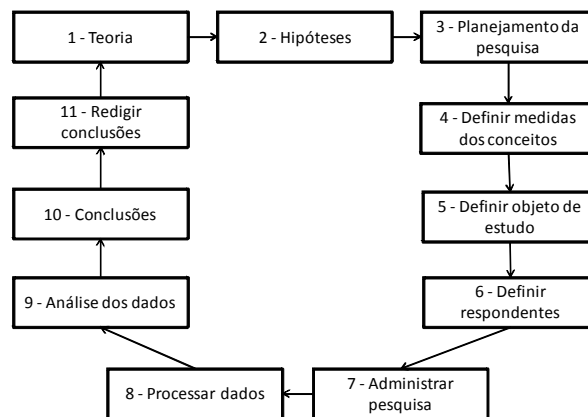 1 - Teoria
2 - Hipóteses
3 - Planejamento da
pesquisa
4 - Definir medidas
dos conceitos
5 - Definir objeto de
estudo
6 - Definir
respondentes
7 - Administrar
pesquisa
8 - Processar dados
9 - Análise dos dados
10 - Conclusões
11 - Redigir
conclusões